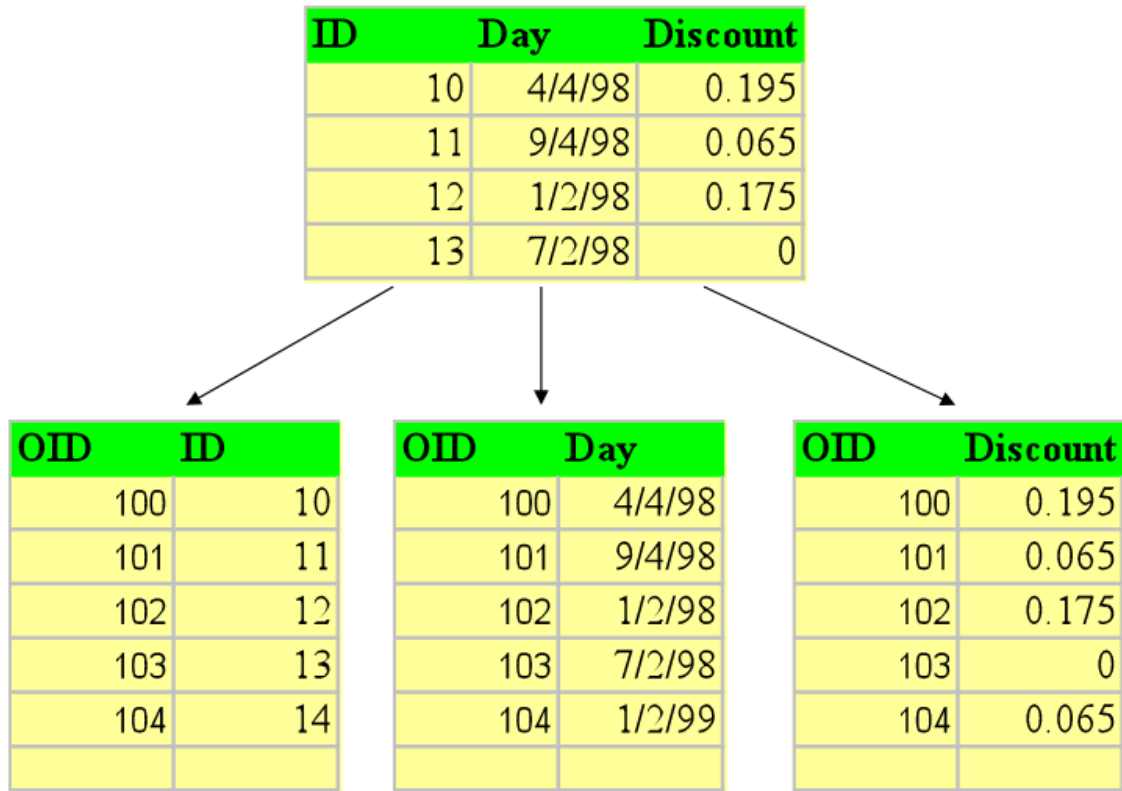 ID Day Discount
10 4/4/98 0.195
11 9/4/98 0.065
12 1/2/98 0.175
13 7/2/98 0
OID ID
100 10
101 11
102 12
103 13
104 14
OID Day
100 4/4/98
101 9/4/98
102 1/2/98
103 7/2/98
104 1/2/99
OID Discount
100 0.195
101 0.065
102 0.175
103 0
104 0.065